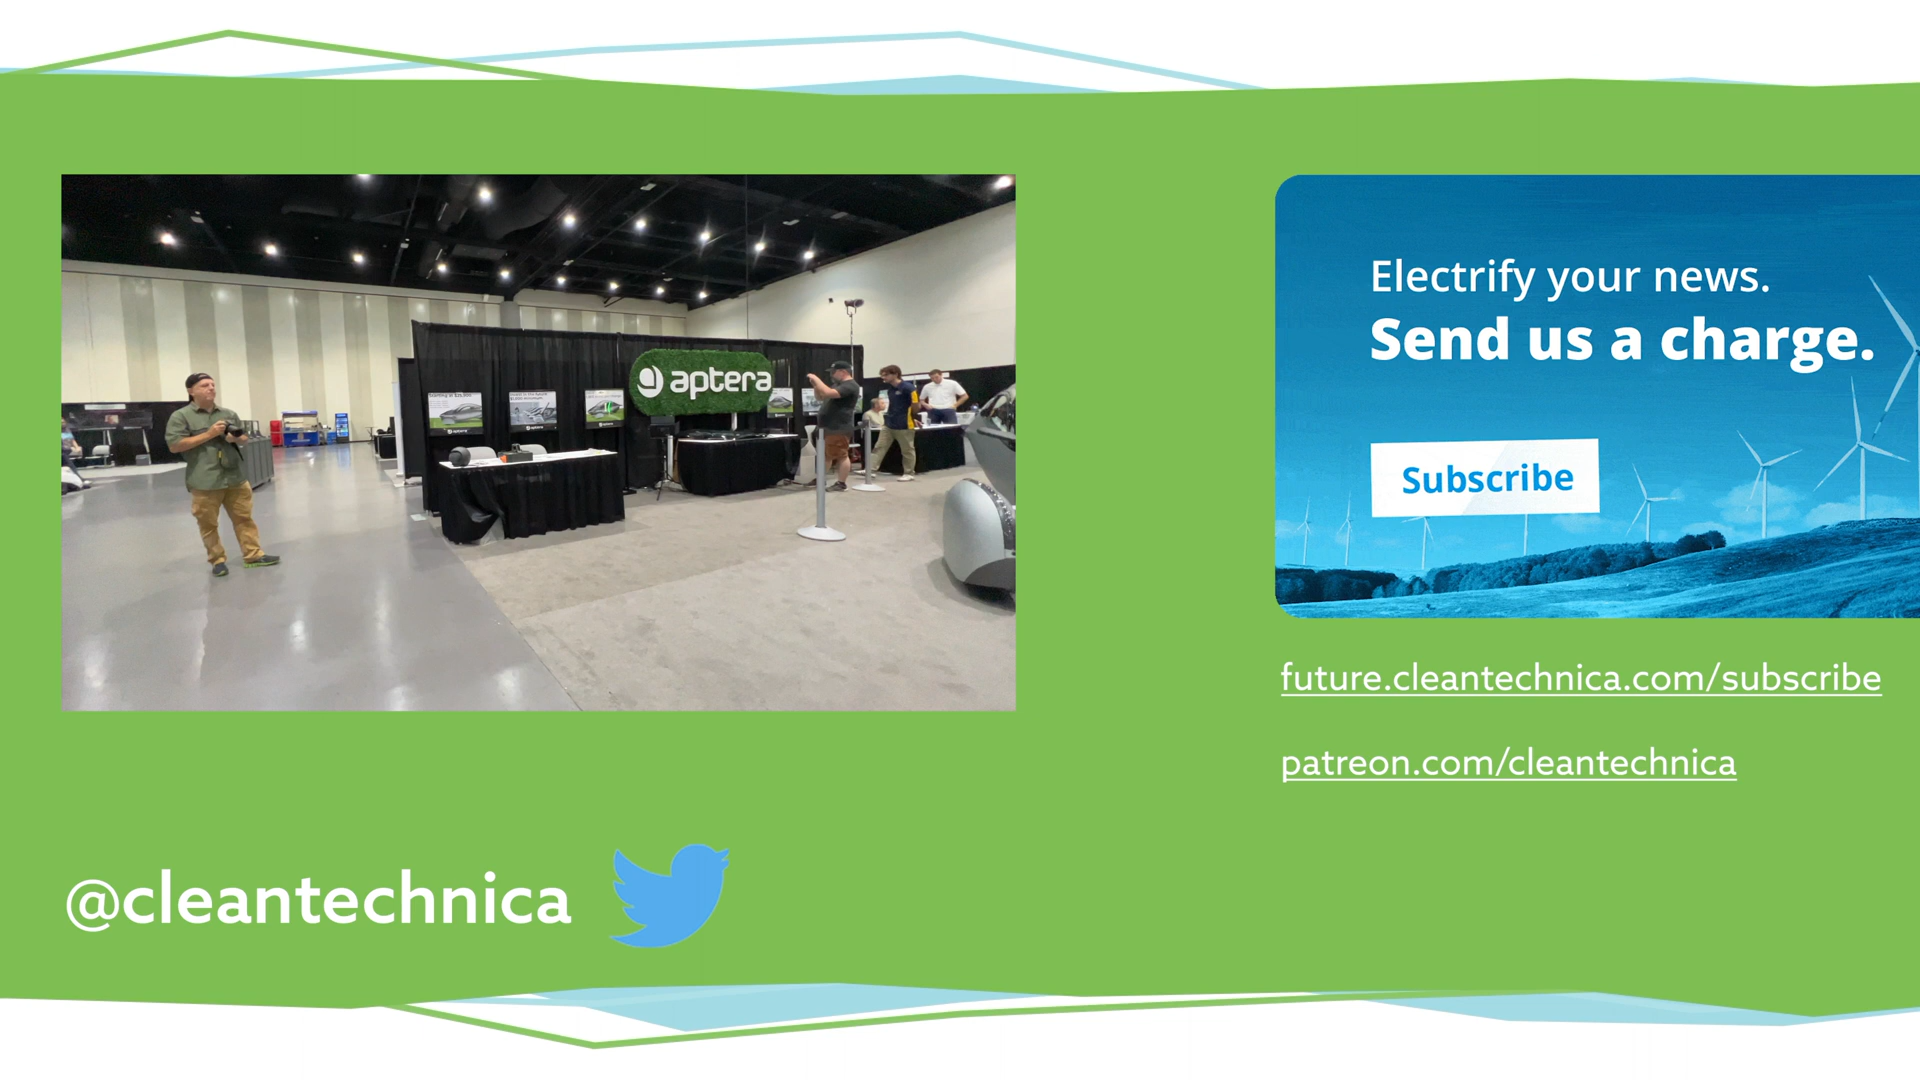 aptera
Electrify your news.
Send us a charge.
Subscribe
future.cleantechnica.com/subscribe
patreon.com/cleantechnica
@cleantechnica